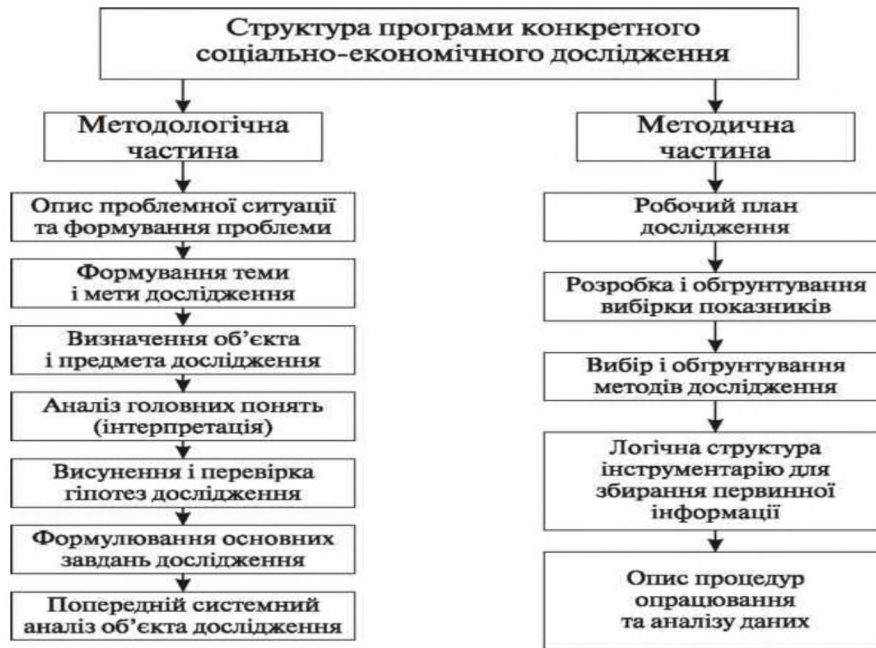 Структура програми конкретного
соціально-економічного дослідження
Методологічна
частина
Опис проблемної ситуації
та формування проблеми
Формування теми
і мети дослідження
Визначення об’єкта
і предмета дослідження
Аналіз головних понять
(інтерпретація)
Висунення і перевірка
гіпотез дослідження
Формулювання основних
завдань дослідження
Попередній системний
аналіз об’єкта дослідження
Методична
частина
Робочий план
дослідження
Розробка і обгрунтування
вибірки показників
Вибір і обгрунтування
методів дослідження
Логічна структура
інструментарію для
збирання первинної
інформації
Опис процедур
опрацювання
та аналізу даних